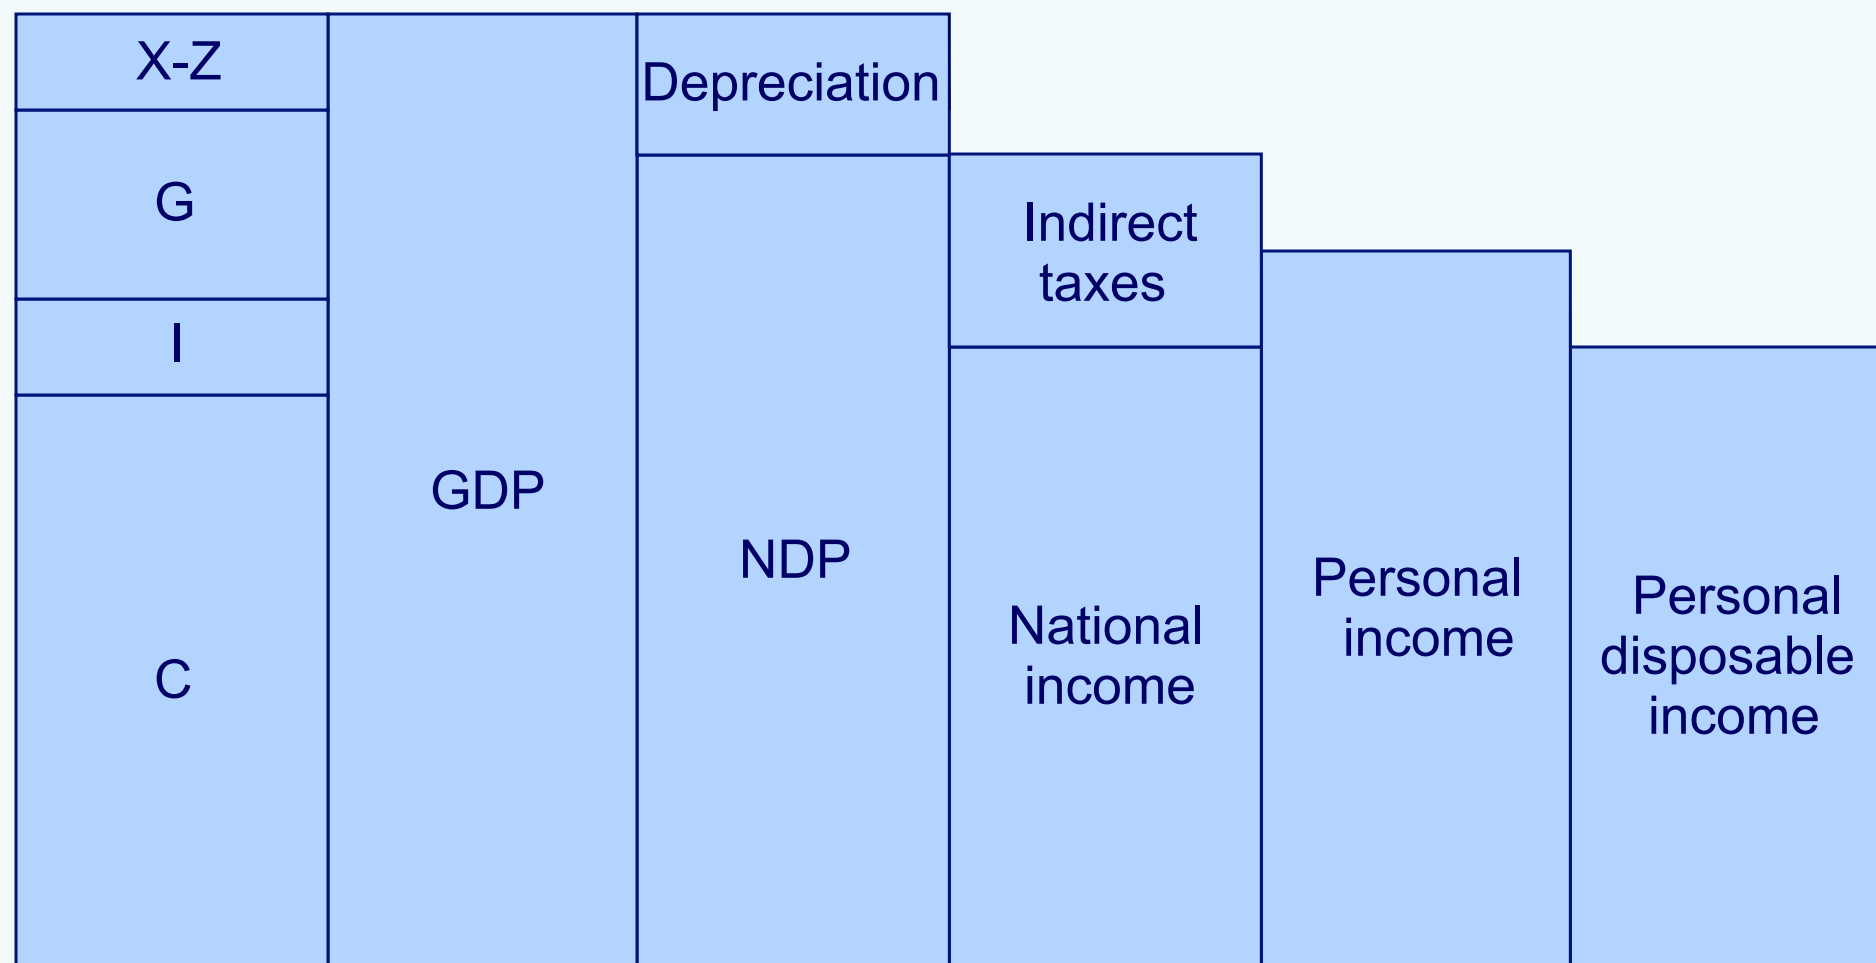 X-Z
G
I
C
GDP
Depreciation
NDP
Indirect
taxes
National
income
Personal
income
Personal
disposable
income